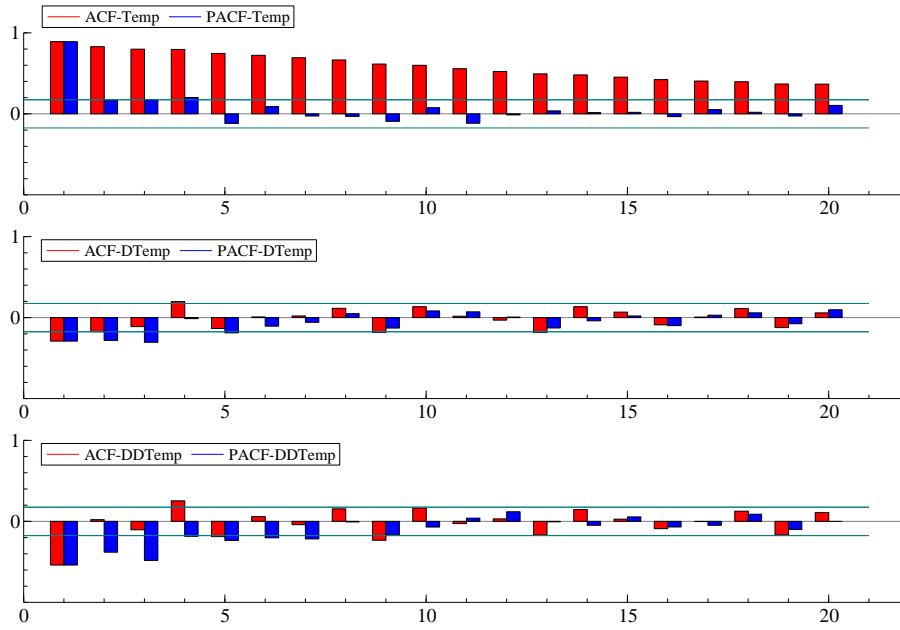 ACF-Temp PACF-Temp
1
0
0 5 10 15 20
ACF-DTemp PACF-DTemp
1
0
0 5 10 15 20
ACF-DDTemp PACF-DDTemp
1
0
0 5 10 15 20